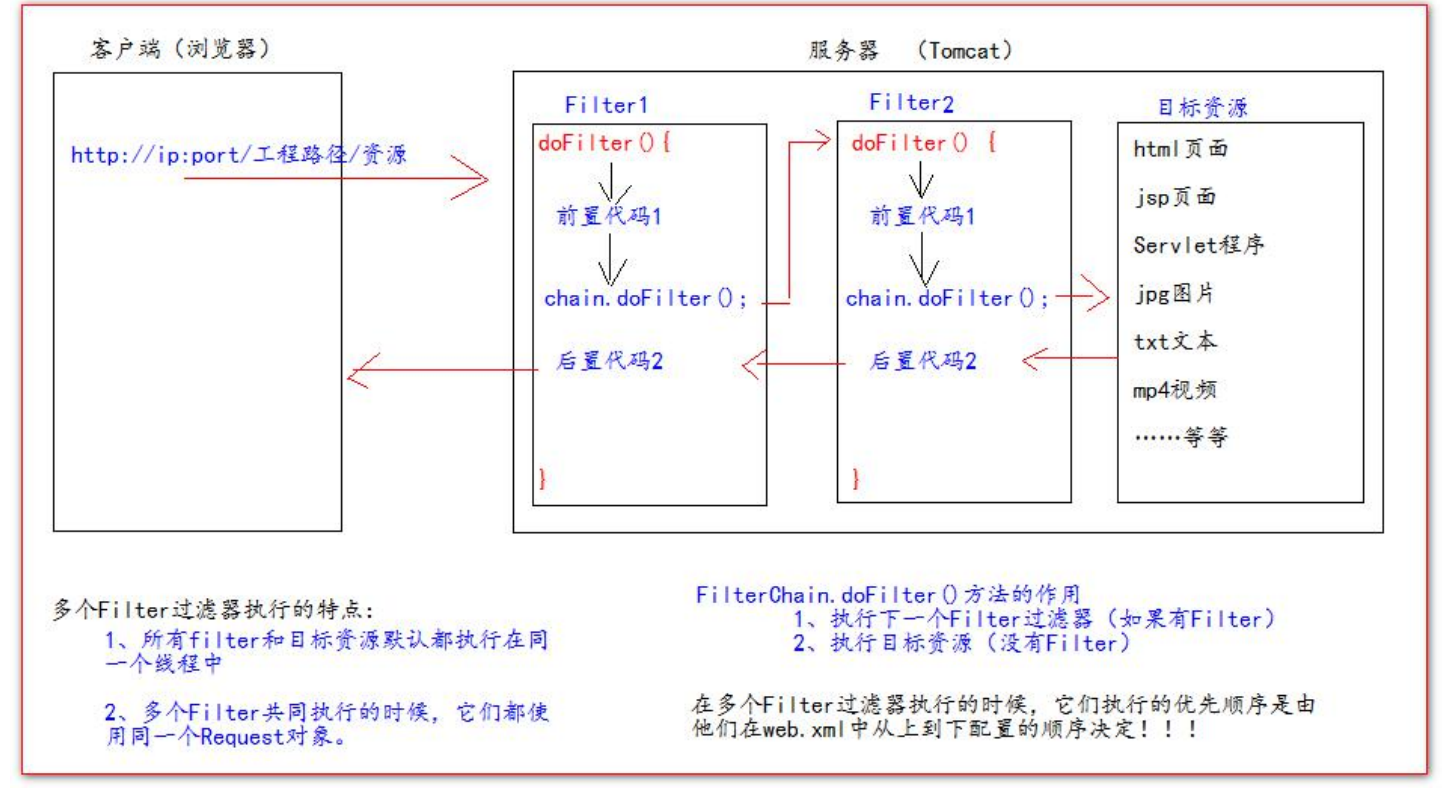 客户端（浏览器）
服务器 （Tomcat）
http://ip:port/工程路径/资源
Filter1
doFilter(){
前置代码1
chain.doFilter();
后置代码2
}
Filter2
doFilter() {
前置代码1
chain.doFilter();
后置代码2
}
目标资源
html页面
jsp页面
Servlet程序
jpg图片
txt文本
mp4视频
……等等
多个Filter过滤器执行的特点:
1、所有filter和目标资源默认都执行在同
一个线程中
2、多个Filter共同执行的时候，它们都使
用同一个Request对象。
FilterChain.doFilter()方法的作用
1、执行下一个Filter过滤器（如果有Filter）
2、执行目标资源（没有Filter）
在多个Filter过滤器执行的时候，它们执行的优先顺序是由
他们在web.xml中从上到下配置的顺序决定！！！